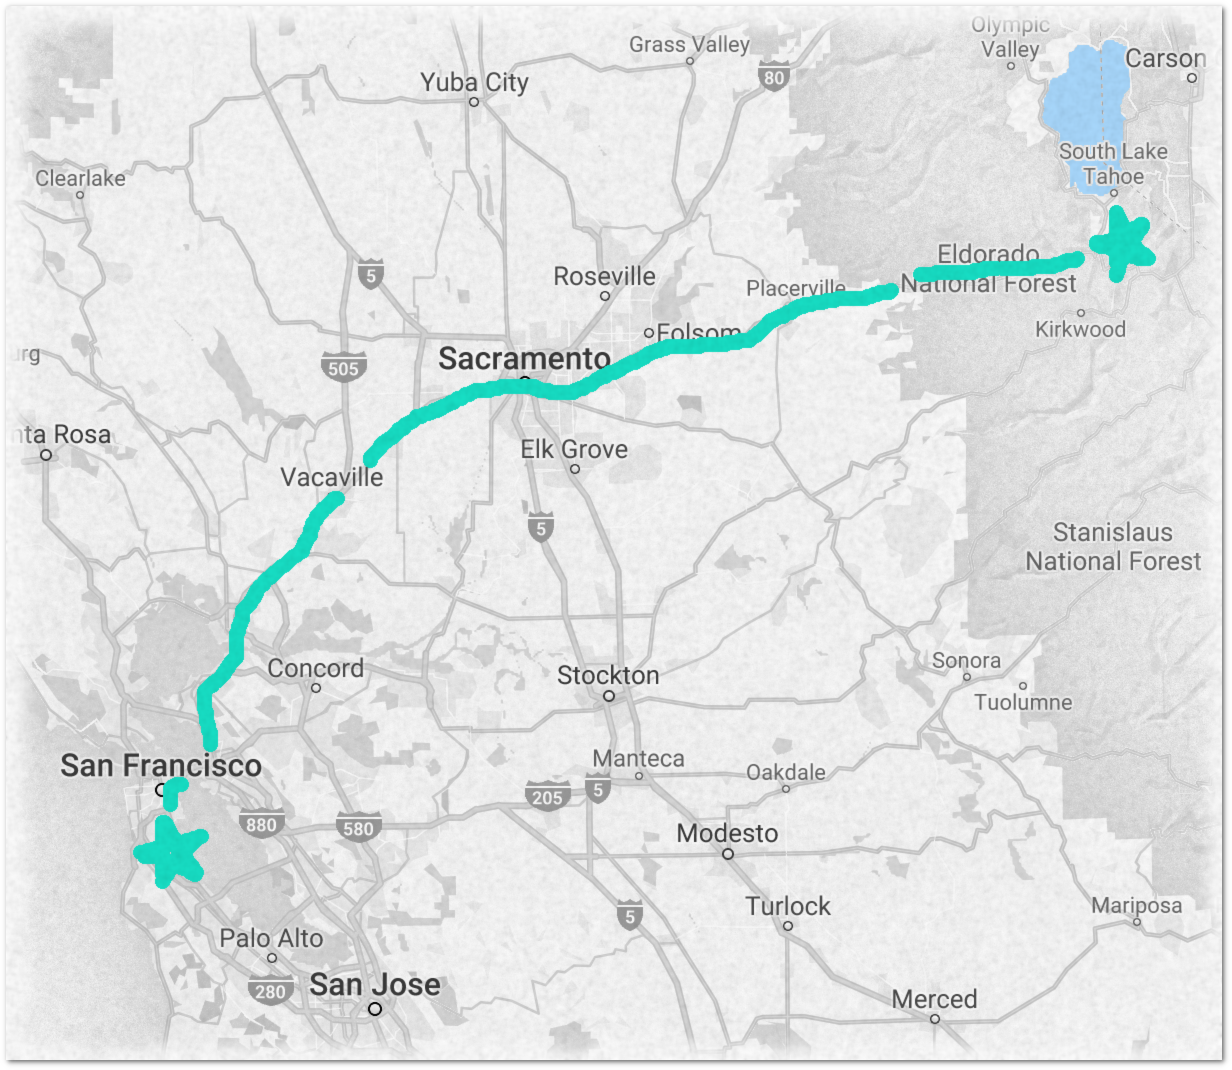 Olympic
Valley
Grass Valley
Carson
80
Yuba City
South Lake
Tahoe
Clearlake
5
Roseville
Eldorado
National Forest
Placerville
Folsom
Kirkwood
Sacramento
505
rg
nta Rosa
Elk Grove
Vacaville
5
Stanislaus
National Forest
Concord
Stockton
Sonora
Tuolumne
San Francisco
Manteca
Oakdale
205
5
880
580
Modesto
Turlock
Mariposa
5
Palo Alto
280
San Jose
Merced